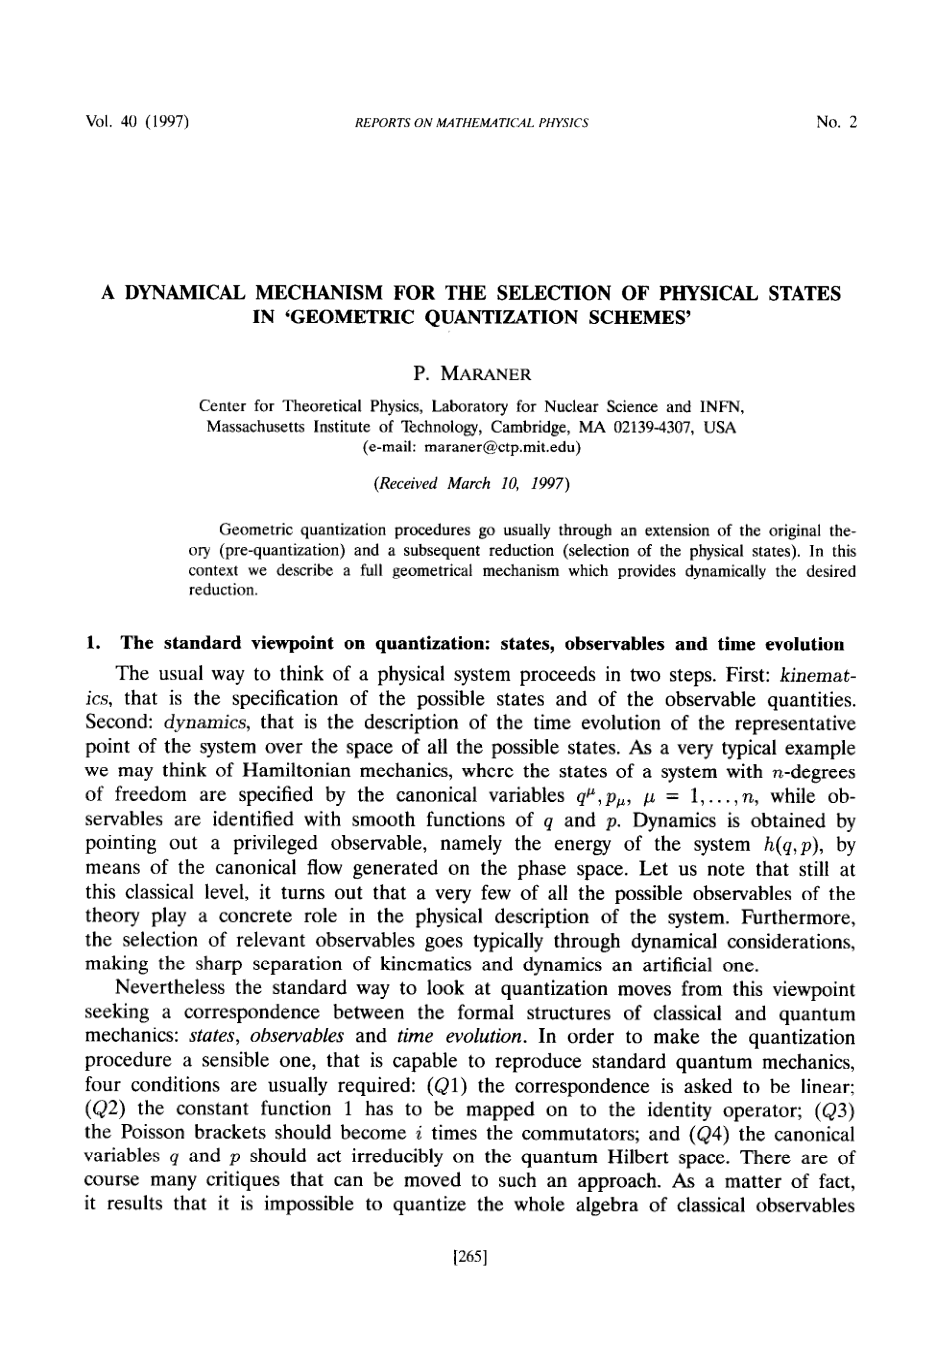 Vol. 40 (1997) REPORTS ON MATHEMATICAL PHYSICS No. 2
A DYNAMICAL MECHANISM FOR THE SELECTION OF PHYSICAL STATES
IN ‘GEOMETRIC QUANTIZATION SCHEMES’
P. MARANER
Center for Theoretical Physics, Laboratory for Nuclear Science and INFN,
Massachusetts Institute of Technology, Cambridge, MA 02139-4307, USA
(e-mail: maraner@ctp.mit.edu)
(Received March 10, 1997)
Geometric quantization procedures go usually through an extension of the original the-
ory (pre-quantization) and a subsequent reduction (selection of the physical states). In this
context we describe a full geometrical mechanism which provides dynamically the desired
reduction.
1. The standard viewpoint on quantization: states, observables and time evolution
The usual way to think of a physical system proceeds in two steps. First: kinemat-
ics, that is the specification of the possible states and of the observable quantities.
Second: dynamics, that is the description of the time evolution of the representative
point of the system over the space of all the possible states. As a very typical example
we may think of Hamiltonian mechanics, where the states of a system with n-degrees
of freedom are specified by the canonical variables q^μ, p_μ, μ = 1,...,n, while ob-
servables are identified with smooth functions of q and p. Dynamics is obtained by
pointing out a privileged observable, namely the energy of the system h(q,p), by
means of the canonical flow generated on the phase space. Let us note that still at
this classical level, it turns out that a very few of all the possible observables of the
theory play a concrete role in the physical description of the system. Furthermore,
the selection of relevant observables goes typically through dynamical considerations,
making the sharp separation of kinematics and dynamics an artificial one.
Nevertheless the standard way to look at quantization moves from this viewpoint
seeking a correspondence between the formal structures of classical and quantum
mechanics: states, observables and time evolution. In order to make the quantization
procedure a sensible one, that is capable to reproduce standard quantum mechanics,
four conditions are usually required: (Q1) the correspondence is asked to be linear;
(Q2) the constant function 1 has to be mapped on to the identity operator; (Q3)
the Poisson brackets should become i times the commutators; and (Q4) the canonical
variables q and p should act irreducibly on the quantum Hilbert space. There are of
course many critiques that can be moved to such an approach. As a matter of fact,
it results that it is impossible to quantize the whole algebra of classical observables
[265]